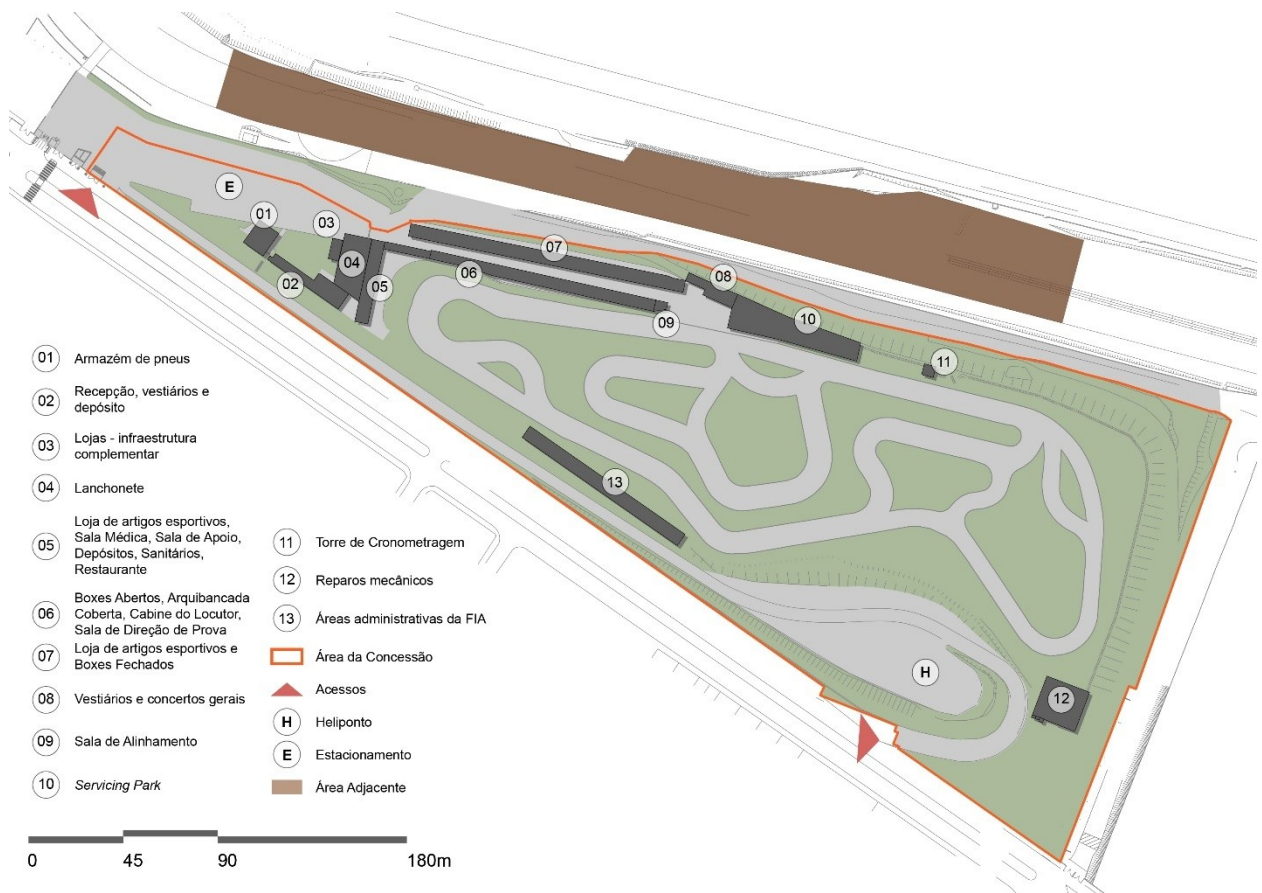 E
01
03
04
05
02
06
07
08
09
10
11
13
H
12
01 Armazém de pneus
02 Recepção, vestiários e
depósito
03 Lojas - infraestrutura
complementar
04 Lanchonete
05 Loja de artigos esportivos,
Sala Médica, Sala de Apoio,
Depósitos, Sanitários,
Restaurante
06 Boxes Abertos, Arquibancada
Coberta, Cabine do Locutor,
Sala de Direção de Prova
07 Loja de artigos esportivos e
Boxes Fechados
08 Vestiários e concertos gerais
09 Sala de Alinhamento
10 Servicing Park
11 Torre de Cronometragem
12 Reparos mecânicos
13 Áreas administrativas da FIA
Área da Concessão
Acessos
H Heliponto
E Estacionamento
Área Adjacente
0 45 90 180m